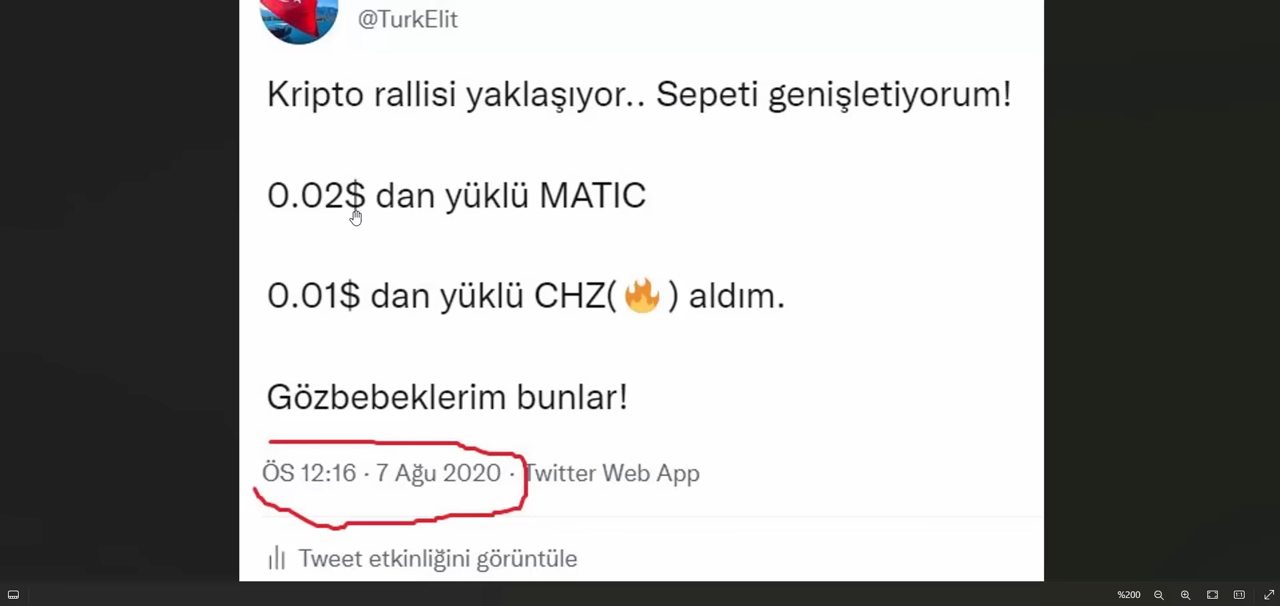 @TurkElit
Kripto rallisi yaklaşıyor.. Sepeti genişletiyorum!
0.02$ dan yüklü MATIC
0.01$ dan yüklü CHZ(🔥) aldım.
Gözbebeklerim bunlar!
ÖS 12:16 · 7 Ağu 2020 · Twitter Web App
Tweet etkinliğini görüntüle
%200